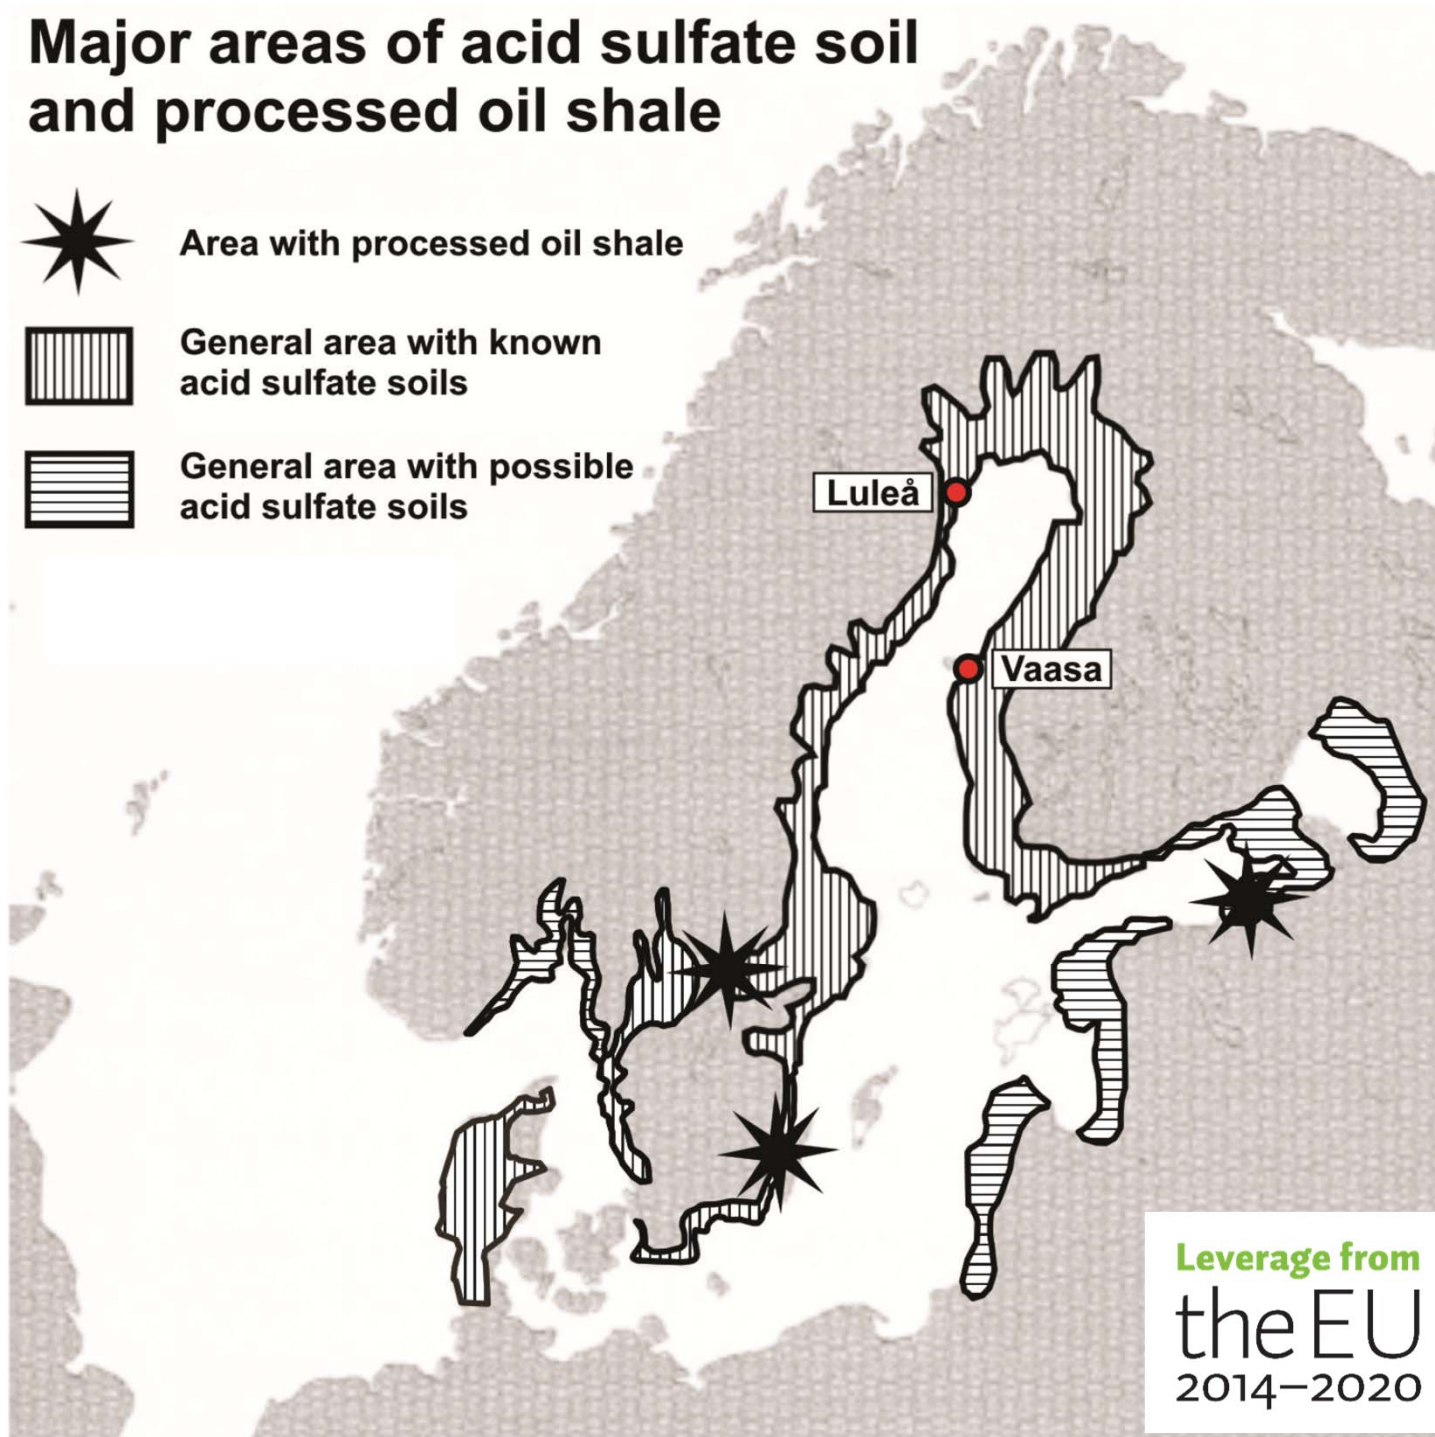 Major areas of acid sulfate soil
and processed oil shale
Area with processed oil shale
General area with known
acid sulfate soils
General area with possible
acid sulfate soils
Luleå
Vaasa
Leverage from
the EU
2014–2020